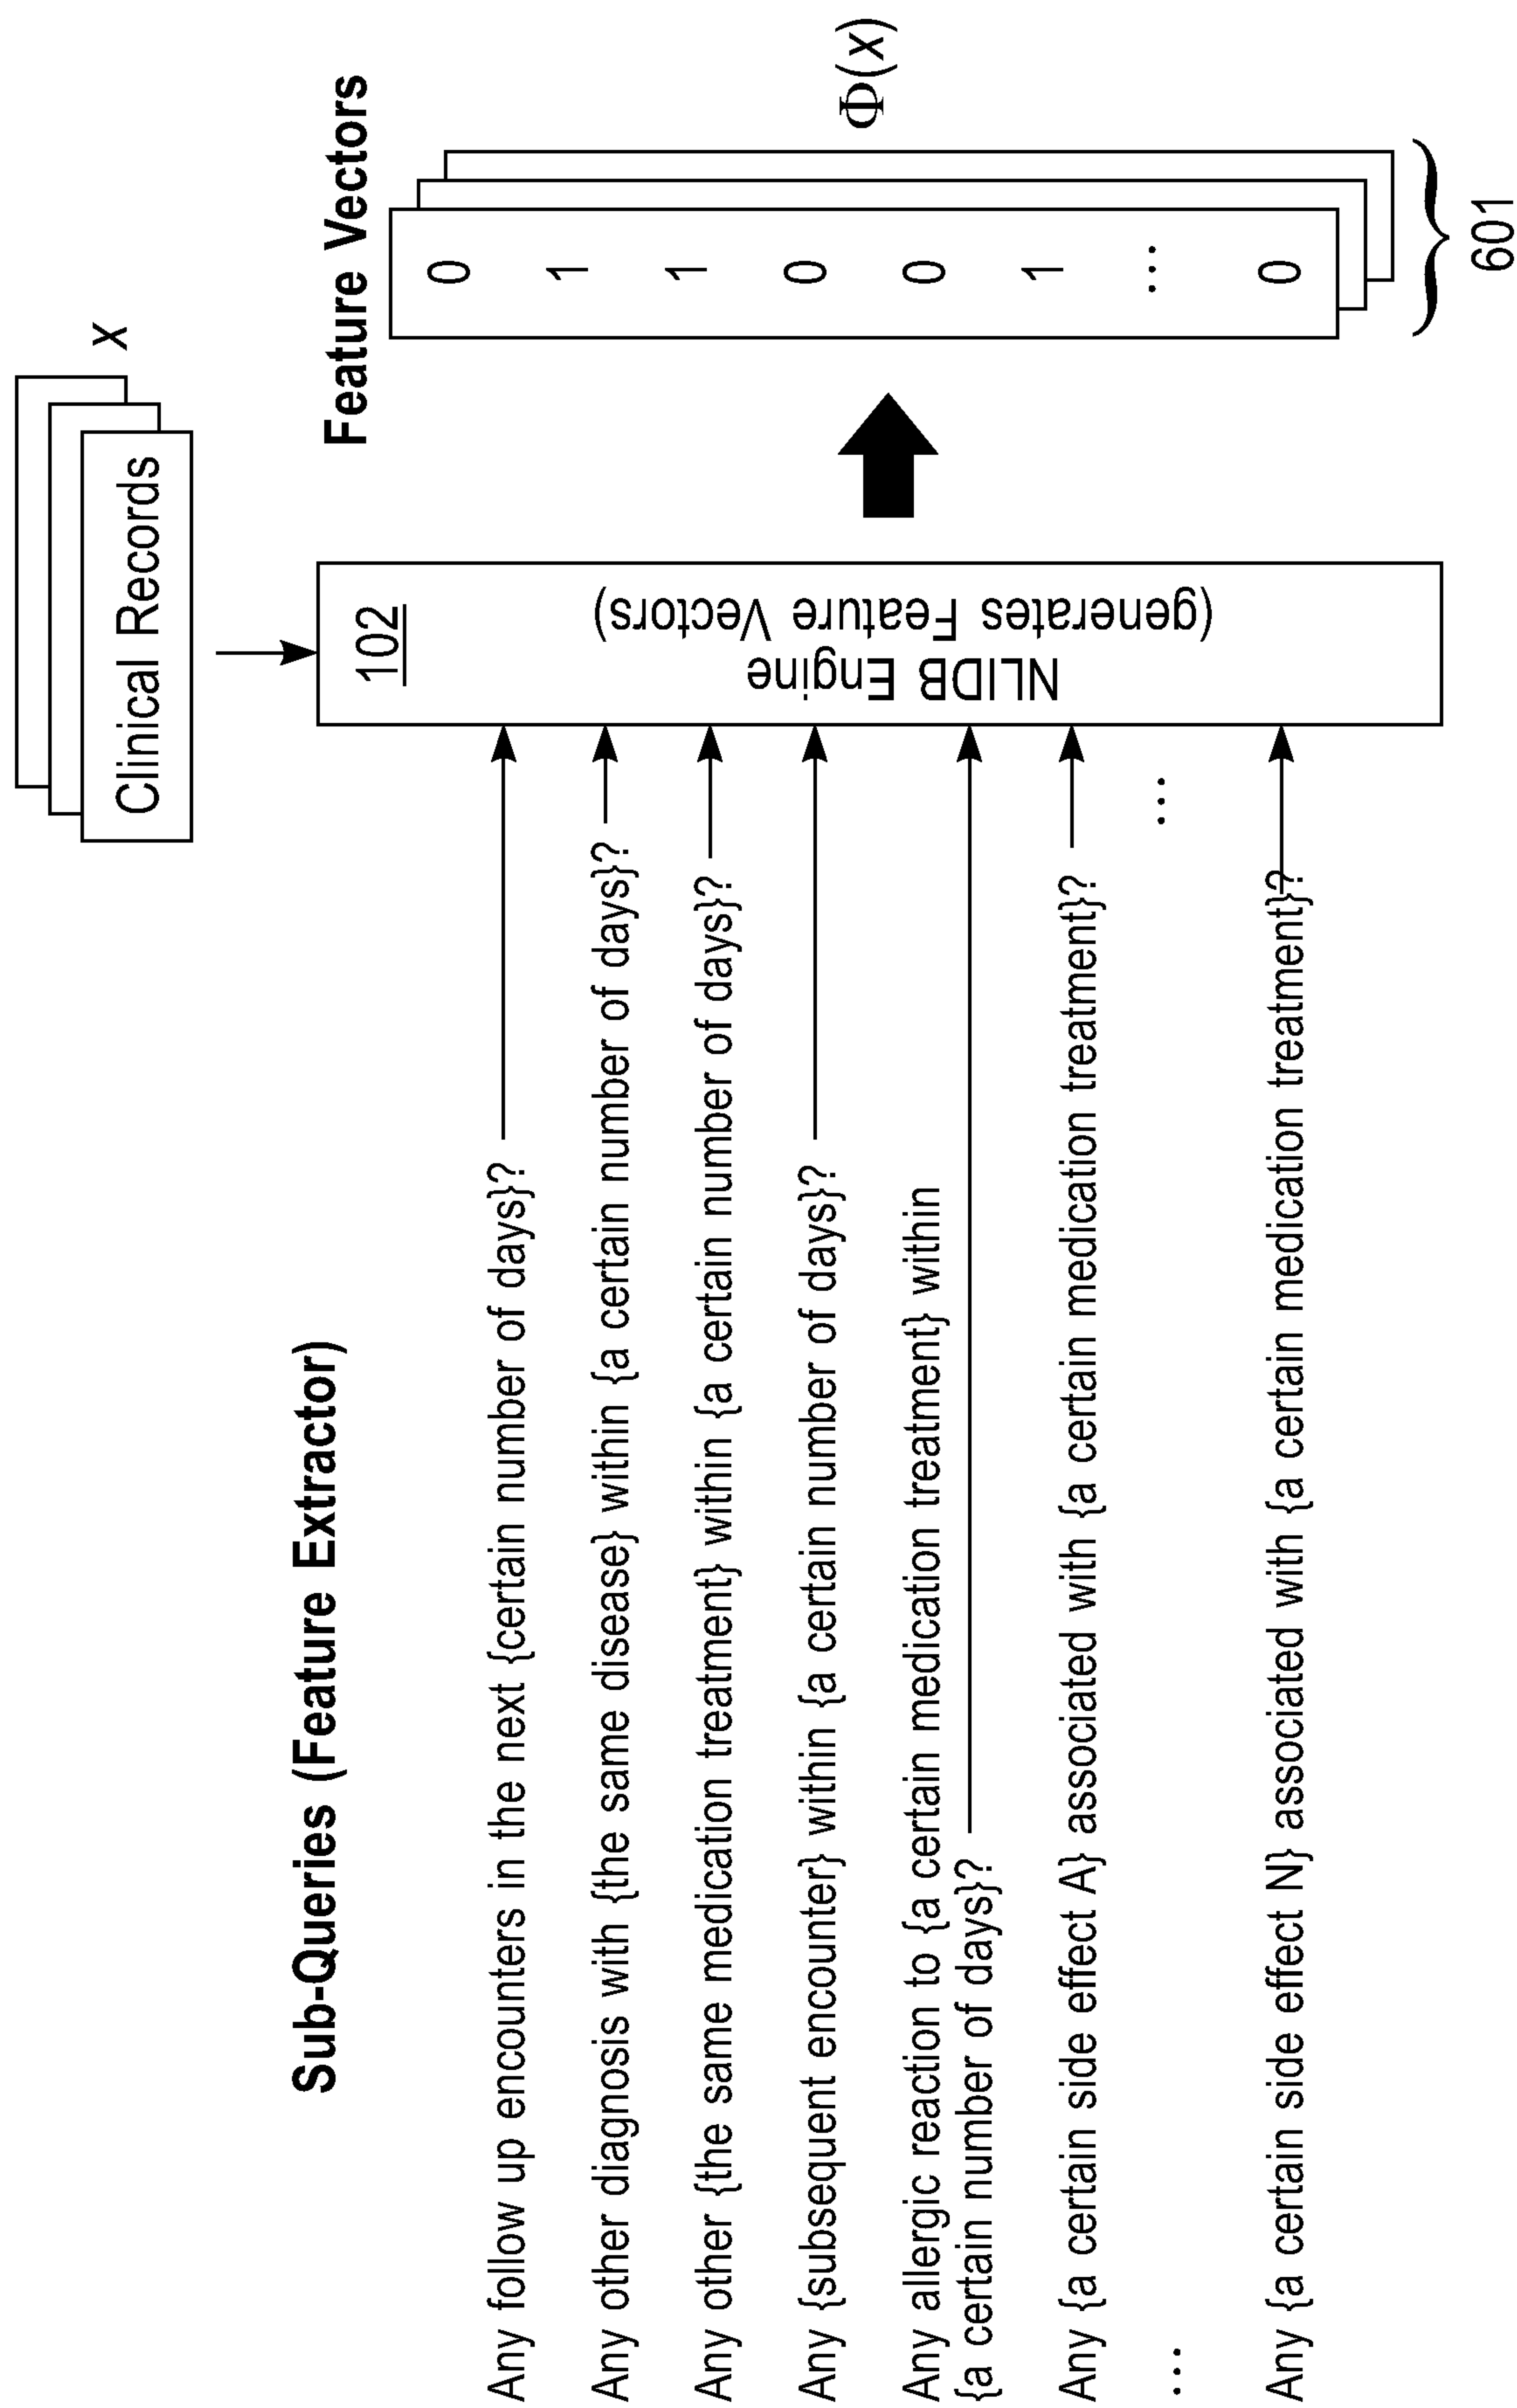 Clinical Records
x
Sub-Queries (Feature Extractor)
Feature Vectors
Any follow up encounters in the next {certain number of days}?
Any other diagnosis with {the same disease} within {a certain number of days}?
Any other {the same medication treatment} within {a certain number of days}?
Any {subsequent encounter} within {a certain number of days}?
Any allergic reaction to {a certain medication treatment} within
{a certain number of days}?
Any {a certain side effect A} associated with {a certain medication treatment}?
...
...
Any {a certain side effect N} associated with {a certain medication treatment}?
102
NLIDB Engine
(generates Feature Vectors)
0
1
1
0
0
1
...
0
Φ(x)
601